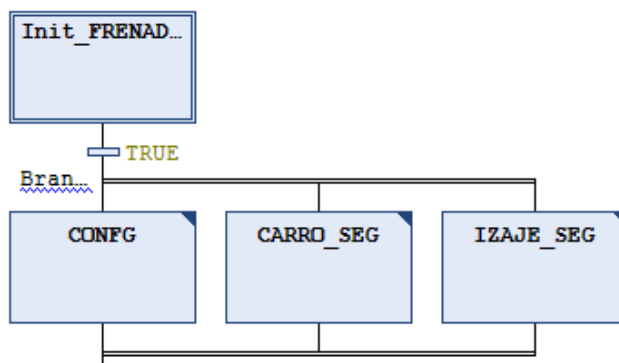 Init_FRENAD…
TRUE
Bran…
CONFG
CARRO_SEG
IZAJE_SEG